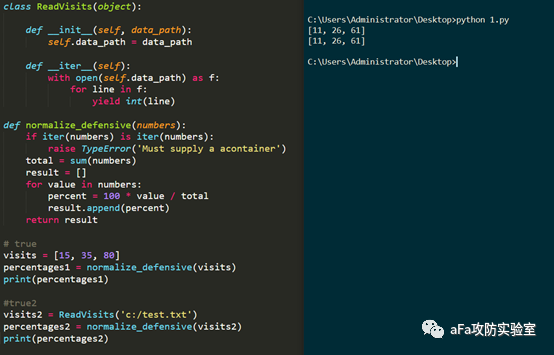 class ReadVisits(object):
def __init__(self, data_path):
self.data_path = data_path
def __iter__(self):
with open(self.data_path) as f:
for line in f:
yield int(line)
def normalize_defensive(numbers):
if iter(numbers) is iter(numbers):
raise TypeError('Must supply a acontainer')
total = sum(numbers)
result = []
for value in numbers:
percent = 100 * value / total
result.append(percent)
return result
# true
visits = [15, 35, 80]
percentages1 = normalize_defensive(visits)
print(percentages1)
#true2
visits2 = ReadVisits('c:/test.txt')
percentages2 = normalize_defensive(visits2)
print(percentages2)
C:\Users\Administrator\Desktop>python 1.py
[11, 26, 61]
[11, 26, 61]
C:\Users\Administrator\Desktop>
aFa攻防实验室